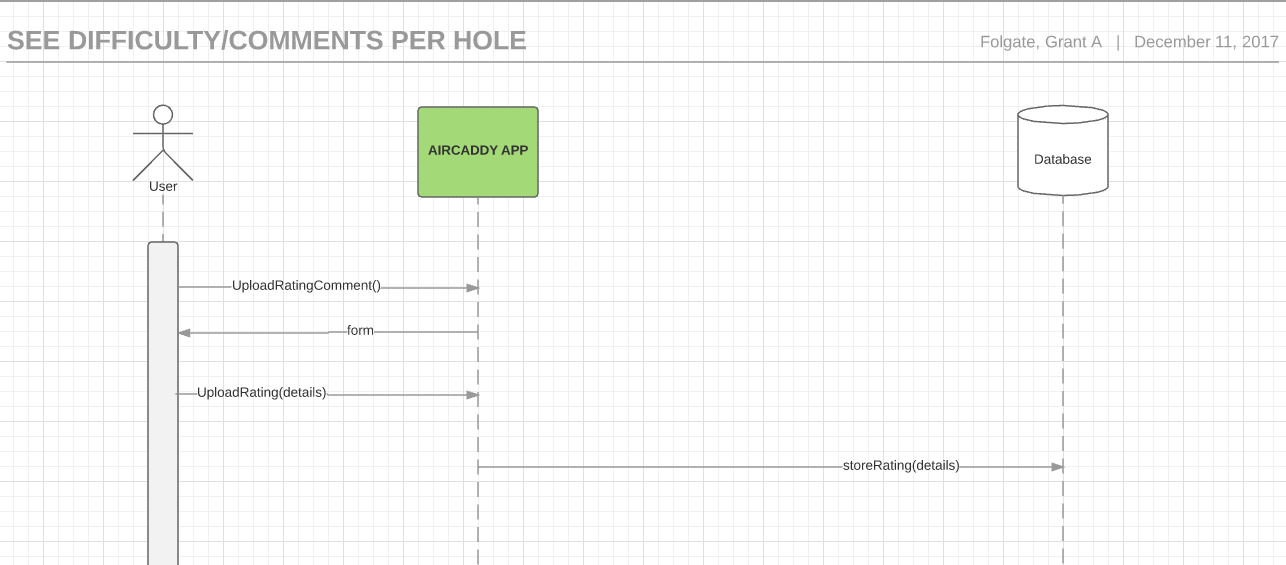 SEE DIFFICULTY/COMMENTS PER HOLE
Folgate, Grant A | December 11, 2017
User
AIRCADDY APP
Database
UploadRatingComment()
form
UploadRating(details)
storeRating(details)